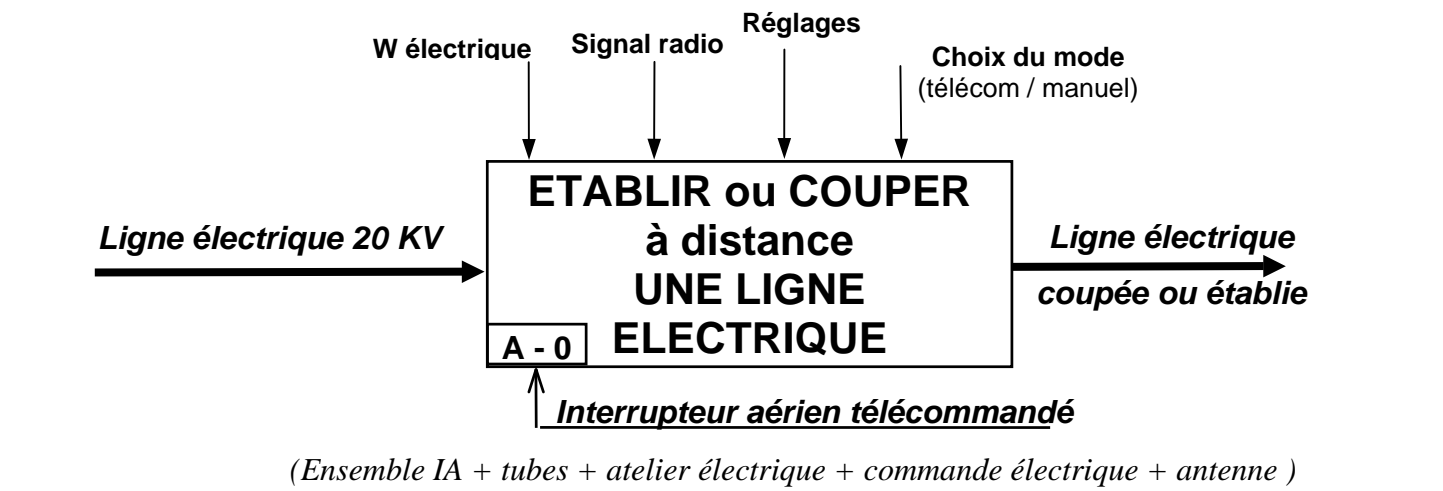 Réglages
W électrique
Signal radio
Choix du mode
(télécom / manuel)
ETABLIR ou COUPER
à distance
UNE LIGNE
ELECTRIQUE
Ligne électrique 20 KV
Ligne électrique
coupée ou établie
A - 0
Interrupteur aérien télécommandé
(Ensemble IA + tubes + atelier électrique + commande électrique + antenne )